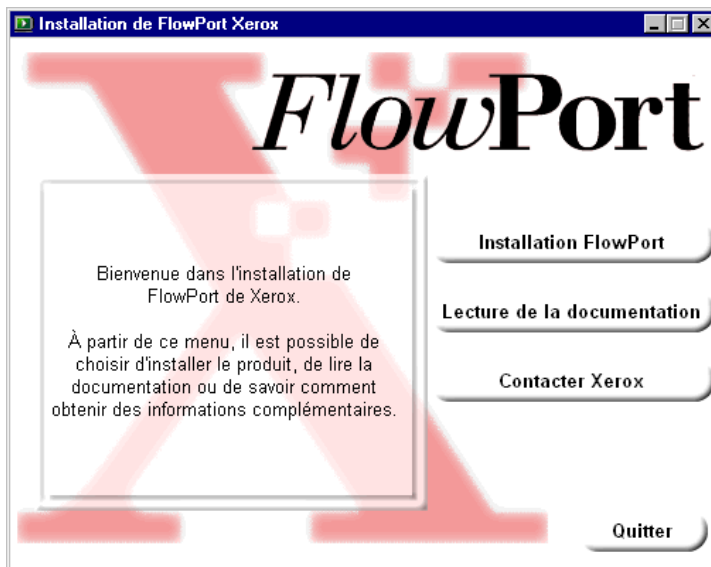 Installation de FlowPort Xerox
FlowPort
Bienvenue dans l'installation de
FlowPort de Xerox.
À partir de ce menu, il est possible de
choisir d'installer le produit, de lire la
documentation ou de savoir comment
obtenir des informations complémentaires.
Installation FlowPort
Lecture de la documentation
Contacter Xerox
Quitter